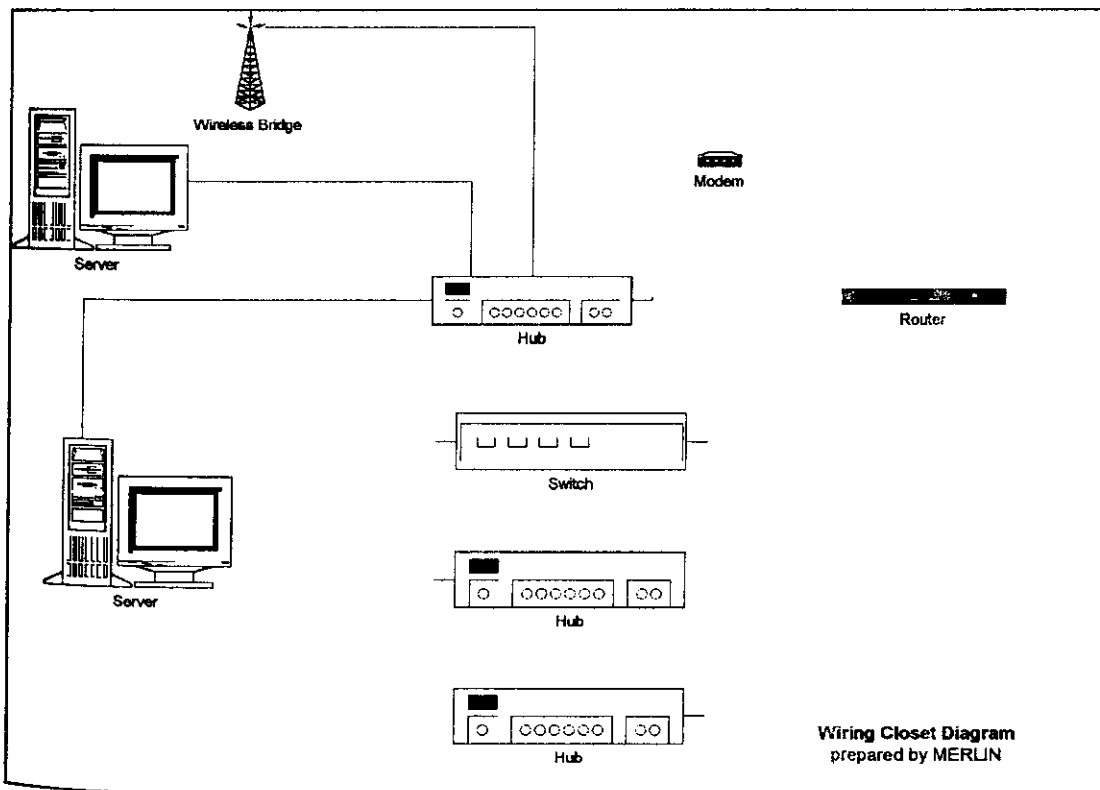 Wireless Bridge
Modem
Server
Router
Hub
Switch
Server
Hub
Hub
Wiring Closet Diagram
prepared by MERLIN